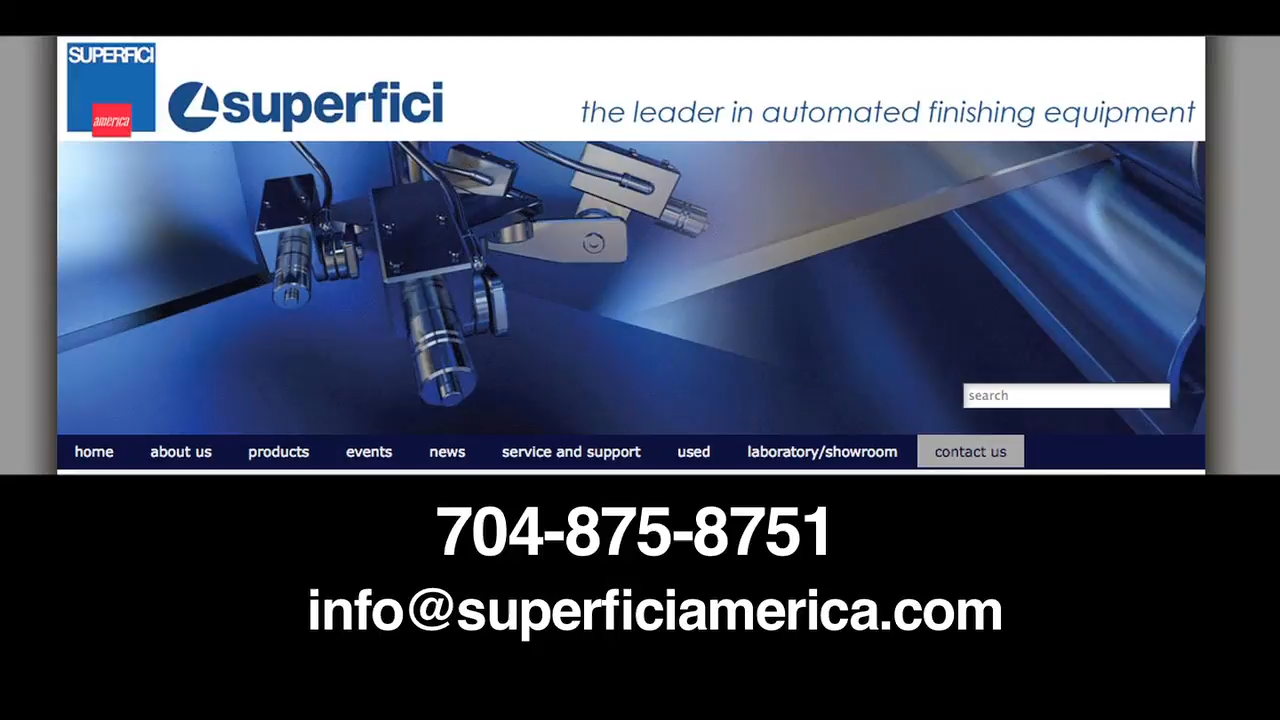 SUPERFICI
america
superfici
the leader in automated finishing equipment
search
home about us products events news service and support used laboratory/showroom contact us
704-875-8751
info@superficiamerica.com